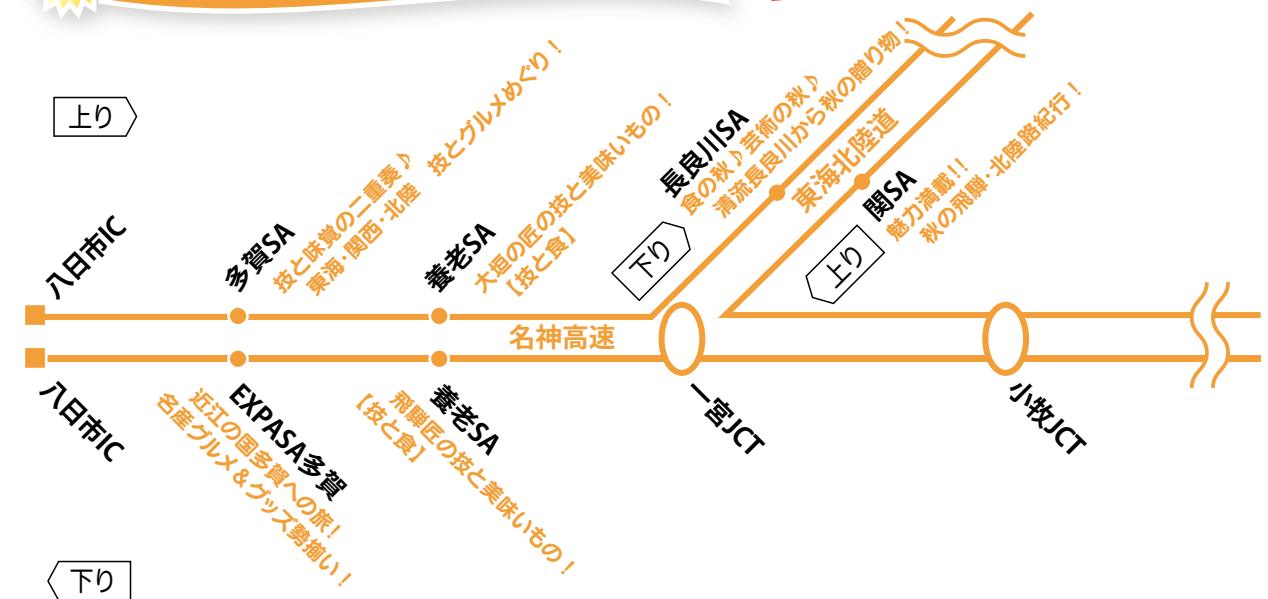 上り
八日市IC
多賀SA
技と味覚の二重奏♪
東海・関西・北陸 技とグルメめぐり！
養老SA
大垣の匠の技と美味いもの！
【技と食】
長良川SA
食の秋♪芸術の秋♪
清流長良川から秋の贈り物！
下り
東海北陸道
関SA
魅力満載!!
秋の飛騨・北陸路紀行！
上り
名神高速
八日市IC
EXPASA多賀
近江の国多賀への旅！
名産グルメ＆グッズ勢揃い！
養老SA
飛騨匠の技と美味いもの！
【技と食】
一宮JCT
小牧JCT
下り